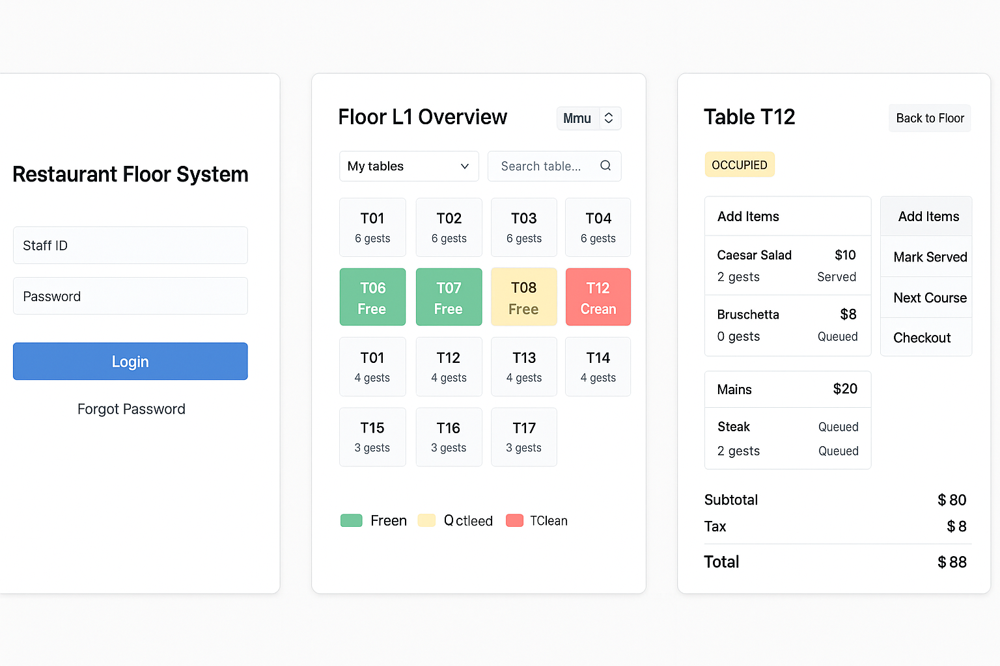 Restaurant Floor System
Staff ID
Password
Login
Forgot Password
Floor L1 Overview
Mmu
My tables
Search table...
T01
6 gests
T02
6 gests
T03
6 gests
T04
6 gests
T06
Free
T07
Free
T08
Free
T12
Crean
T01
4 gests
T12
4 gests
T13
4 gests
T14
4 gests
T15
3 gests
T16
3 gests
T17
3 gests
Freen
Qctleed
TClean
Table T12
Back to Floor
OCCUPIED
Add Items
Caesar Salad $10
2 gests Served
Bruschetta $8
0 gests Queued
Add Items
Mark Served
Next Course
Checkout
Mains $20
Steak Queued
2 gests Queued
Subtotal $ 80
Tax $ 8
Total $ 88